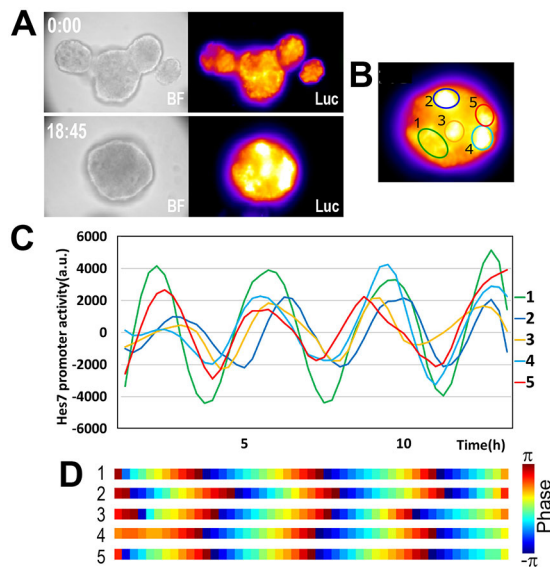 A
0:00
BF
Luc
18:45
BF
Luc
B
1
2
3
4
5
C
Hes7 promoter activity(a.u.)
6000
4000
2000
0
-2000
-4000
-6000
5
10
Time(h)
1
2
3
4
5
D
1
2
3
4
5
π
-π
Phase